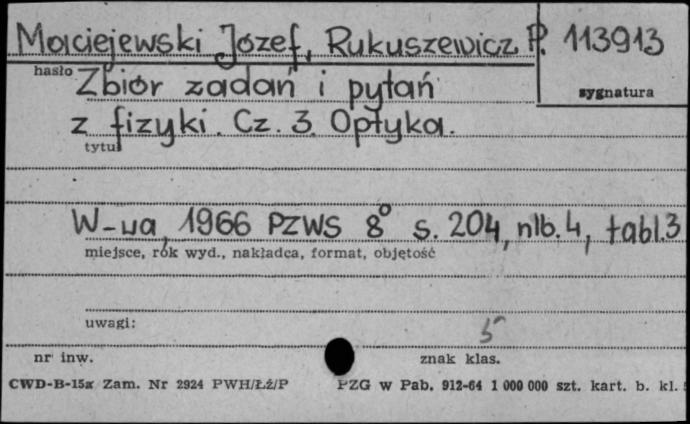 Maciejewski Józef, Rukuszewicz P. 113913
hasło
Zbiór zadań i pytań
sygnatura
z fizyki. Cz. 3. Optyka.
tytuł
W-wa, 1966 PZWS 8° s. 204, nlb. 4, tabl. 3
miejsce, rok wyd., nakładca, format, objętość
uwagi:
5
nr inw. znak klas.
CWD-B-15a Zam. Nr 2924 PWH/Łź/P PZG w Pab. 912-64 1 000 000 szt. kart. b. kl.